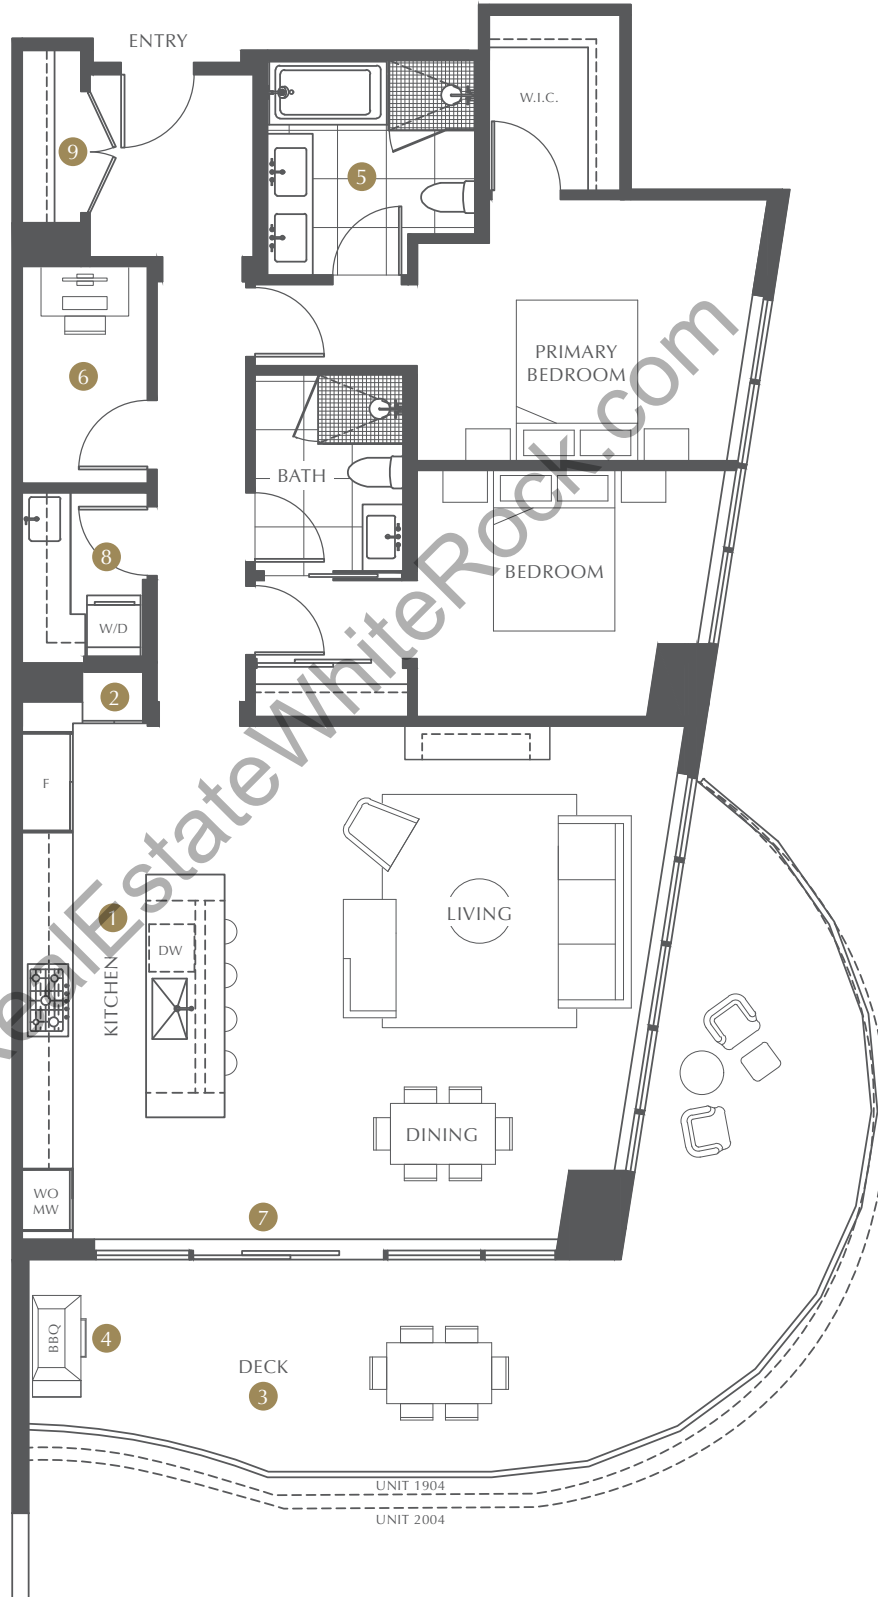 ENTRY
W.I.C.
9
5
6
PRIMARY
BEDROOM
BATH
8
BEDROOM
W/D
2
F
1
LIVING
DW
KITCHEN
DINING
WO
MW
7
BBQ
4
DECK
3
UNIT 1904
UNIT 2004
RealEstateWhiteRock.com